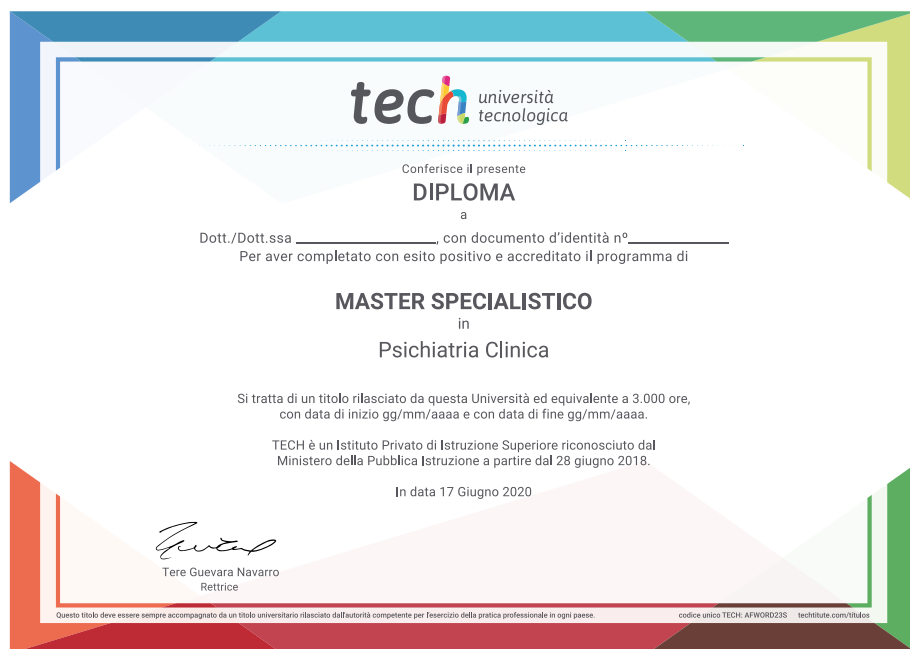 tech università
tecnologica
Conferisce il presente
DIPLOMA
a
Dott./Dott.ssa ________________, con documento d'identità nº____________
Per aver completato con esito positivo e accreditato il programma di
MASTER SPECIALISTICO
in
Psichiatria Clinica
Si tratta di un titolo rilasciato da questa Università ed equivalente a 3.000 ore,
con data di inizio gg/mm/aaaa e con data di fine gg/mm/aaaa.
TECH è un Istituto Privato di Istruzione Superiore riconosciuto dal
Ministero della Pubblica Istruzione a partire dal 28 giugno 2018.
In data 17 Giugno 2020
Tere Guevara Navarro
Rettrice
Questo titolo deve essere sempre accompagnato da un titolo universitario rilasciato dall'autorità competente per l'esercizio della pratica professionale in ogni paese. codice unico TECH: AFWORD23S techtitute.com/titulos